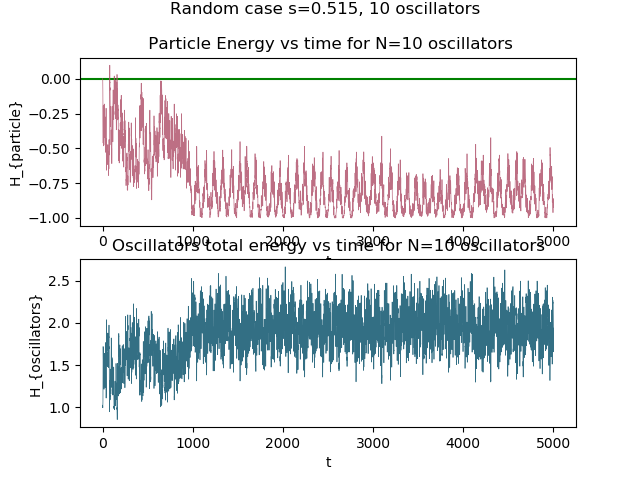 Random case s=0.515, 10 oscillators
Particle Energy vs time for N=10 oscillators
0.00
−0.25
−0.50
−0.75
−1.00
H_{particle}
0 1000 2000 3000 4000 5000
t
Oscillators total energy vs time for N=10 oscillators
2.5
2.0
1.5
1.0
H_{oscillators}
0 1000 2000 3000 4000 5000
t